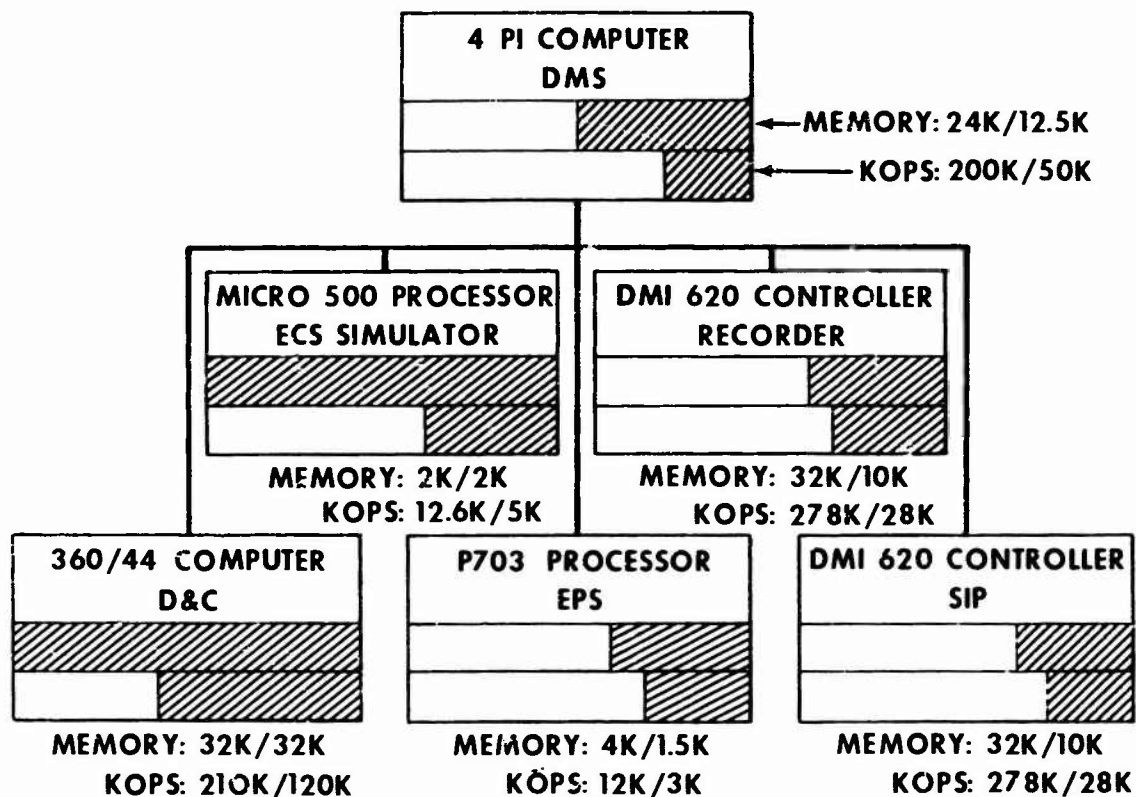 4 PI COMPUTER
DMS
MEMORY: 24K/12.5K
KOPS: 200K/50K
MICRO 500 PROCESSOR
ECS SIMULATOR
MEMORY: 2K/2K
KOPS: 12.6K/5K
DMI 620 CONTROLLER
RECORDER
MEMORY: 32K/10K
KOPS: 278K/28K
360/44 COMPUTER
D&C
MEMORY: 32K/32K
KOPS: 210K/120K
P703 PROCESSOR
EPS
MEMORY: 4K/1.5K
KOPS: 12K/3K
DMI 620 CONTROLLER
SIP
MEMORY: 32K/10K
KOPS: 278K/28K